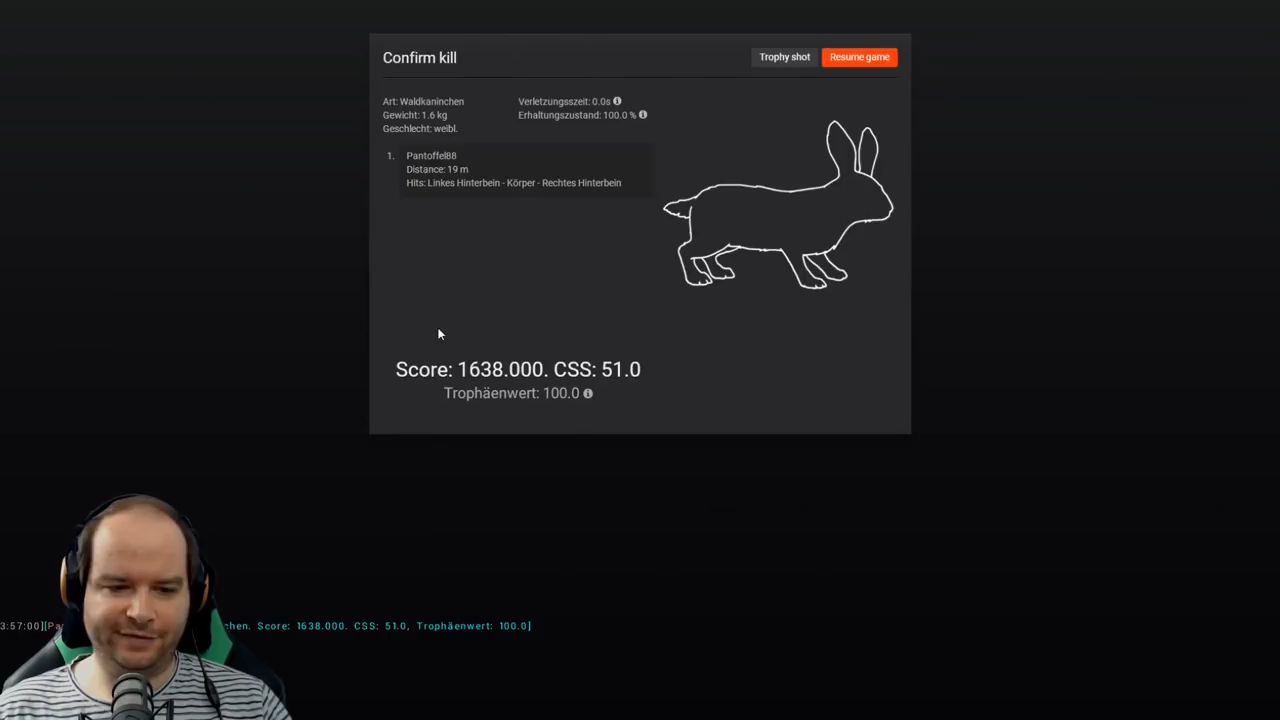 Confirm kill
Trophy shot
Resume game
Art: Waldkaninchen
Gewicht: 1.6 kg
Geschlecht: weibl.
Verletzungsszeit: 0.0s
Erhaltungszustand: 100.0 %
1.
Pantoffel88
Distance: 19 m
Hits: Linkes Hinterbein - Körper - Rechtes Hinterbein
Score: 1638.000. CSS: 51.0
Trophäenwert: 100.0
3:57:00][Pa chen. Score: 1638.000. CSS: 51.0, Trophäenwert: 100.0]